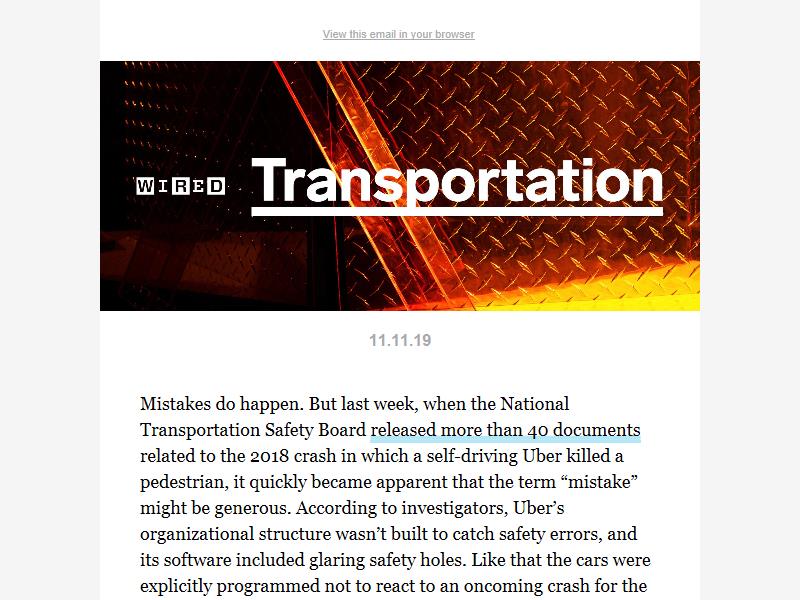 View this email in your browser
WIRED Transportation
11.11.19
Mistakes do happen. But last week, when the National
Transportation Safety Board released more than 40 documents
related to the 2018 crash in which a self-driving Uber killed a
pedestrian, it quickly became apparent that the term “mistake”
might be generous. According to investigators, Uber’s
organizational structure wasn’t built to catch safety errors, and
its software included glaring safety holes. Like that the cars were
explicitly programmed not to react to an oncoming crash for the